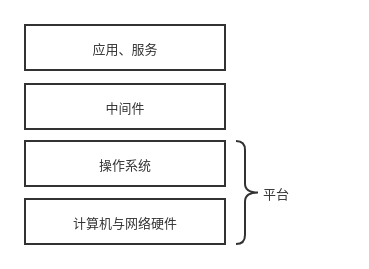 应用、服务
中间件
操作系统
平台
计算机与网络硬件